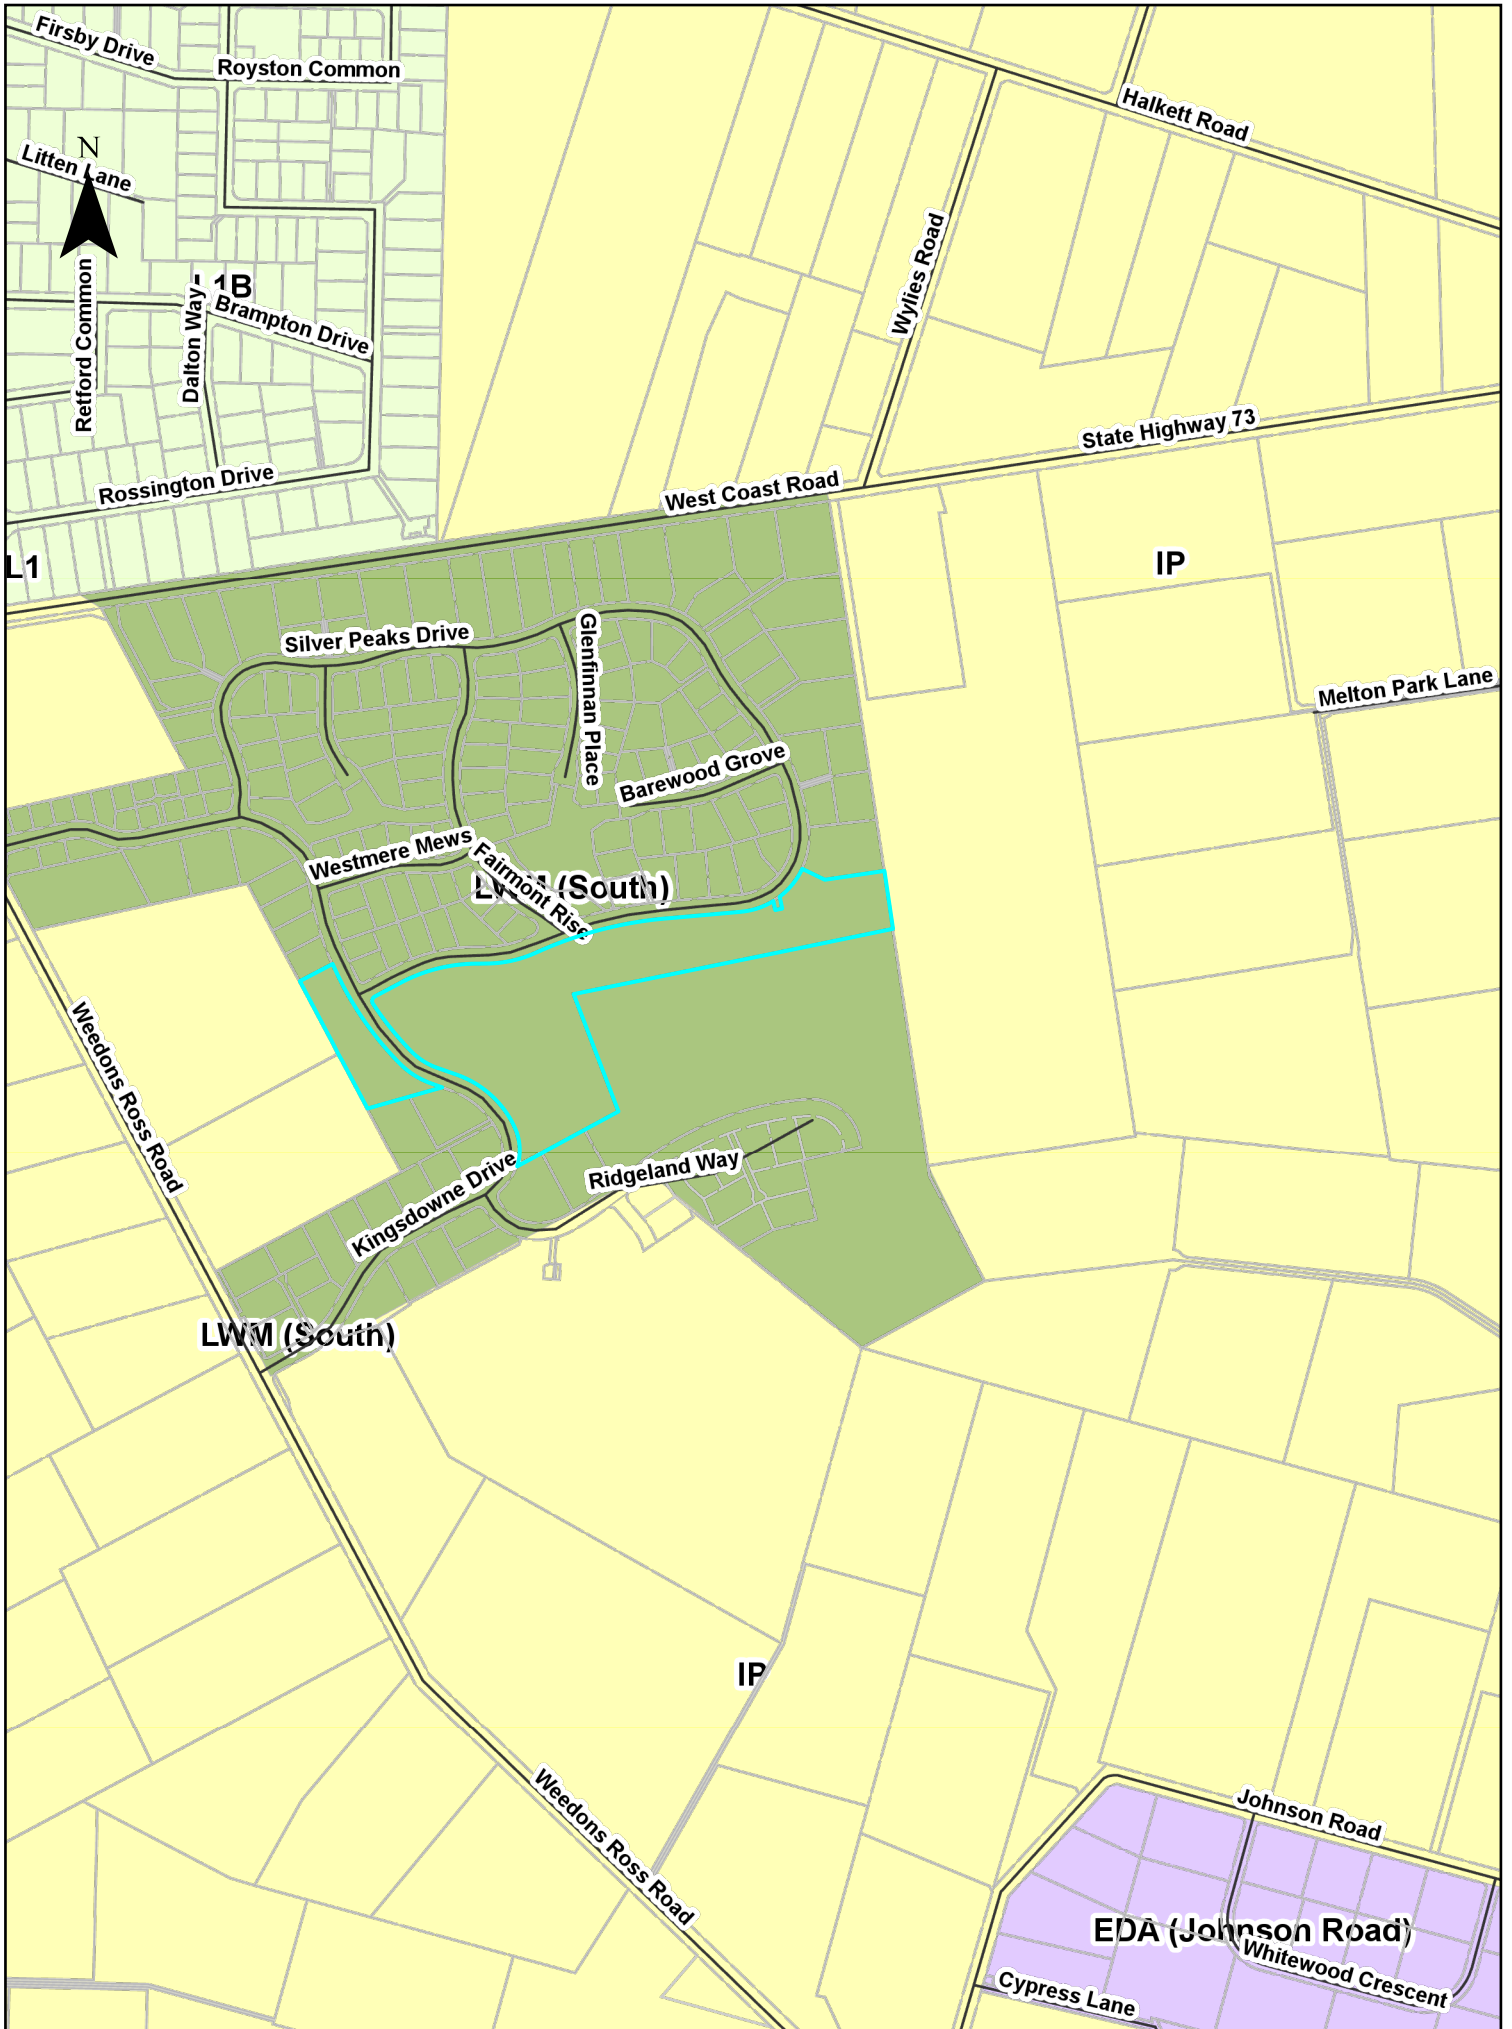 Firsby Drive
Royston Common
Halkett Road
N
Litten Lane
Wylies Road
L1B
Retford Common
Dalton Way
Brampton Drive
State Highway 73
Rossington Drive
West Coast Road
L1
IP
Silver Peaks Drive
Glenfinnan Place
Melton Park Lane
Barewood Grove
Westmere Mews
Fairmont Rise
LWM (South)
Weedons Ross Road
Ridgeland Way
Kingsdowne Drive
LWM (South)
IP
Weedons Ross Road
Johnson Road
EDA (Johnson Road)
Whitewood Crescent
Cypress Lane